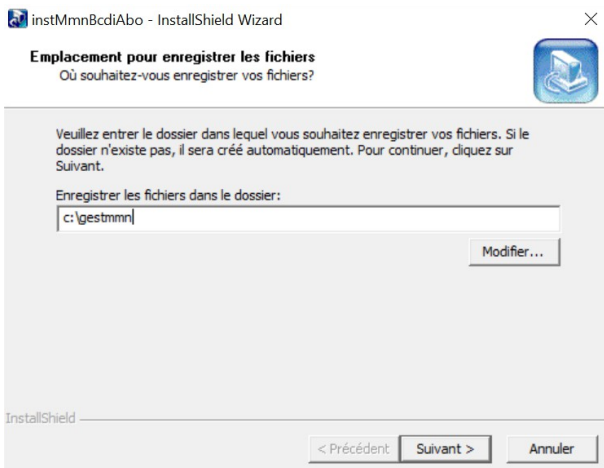 instMmnBcdiAbo - InstallShield Wizard
Emplacement pour enregistrer les fichiers
Où souhaitez-vous enregistrer vos fichiers?
Veuillez entrer le dossier dans lequel vous souhaitez enregistrer vos fichiers. Si le
dossier n'existe pas, il sera créé automatiquement. Pour continuer, cliquez sur
Suivant.
Enregistrer les fichiers dans le dossier:
c:\gestmmn
Modifier...
InstallShield
< Précédent Suivant > Annuler